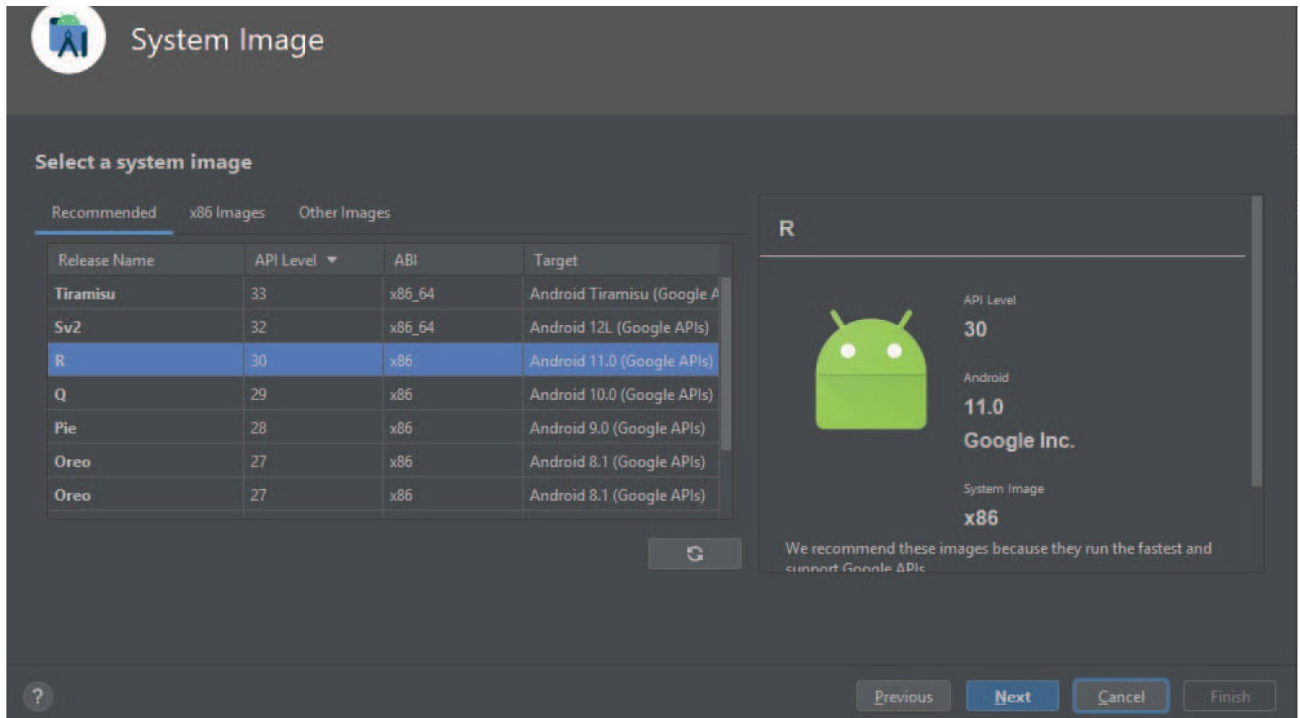 System Image
Select a system image
Recommended x86 Images Other Images
Release Name API Level ABI Target
Tiramisu 33 x86_64 Android Tiramisu (Google A
Sv2 32 x86_64 Android 12L (Google APIs)
R 30 x86 Android 11.0 (Google APIs)
Q 29 x86 Android 10.0 (Google APIs)
Pie 28 x86 Android 9.0 (Google APIs)
Oreo 27 x86 Android 8.1 (Google APIs)
Oreo 27 x86 Android 8.1 (Google APIs)
R
API Level
30
Android
11.0
Google Inc.
System Image
x86
We recommend these images because they run the fastest and
support Google APIs
? Previous Next Cancel Finish